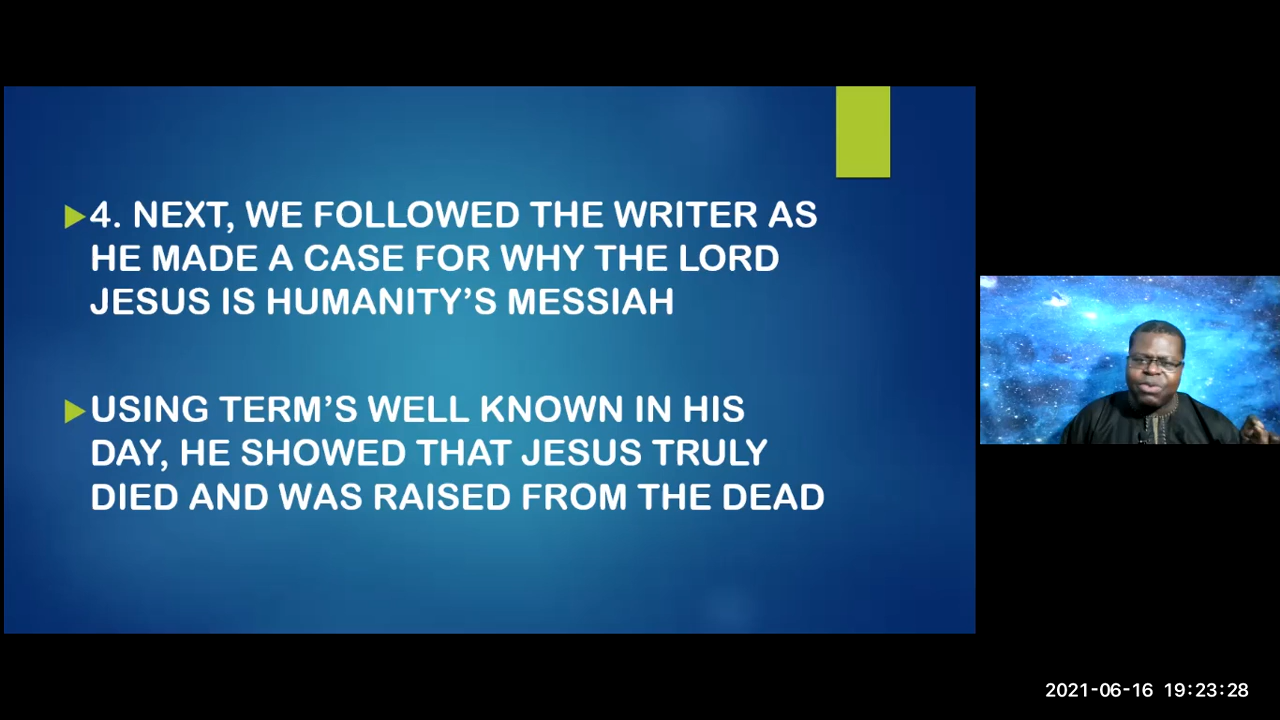 4. NEXT, WE FOLLOWED THE WRITER AS
HE MADE A CASE FOR WHY THE LORD
JESUS IS HUMANITY’S MESSIAH
USING TERM’S WELL KNOWN IN HIS
DAY, HE SHOWED THAT JESUS TRULY
DIED AND WAS RAISED FROM THE DEAD
2021-06-16 19:23:28